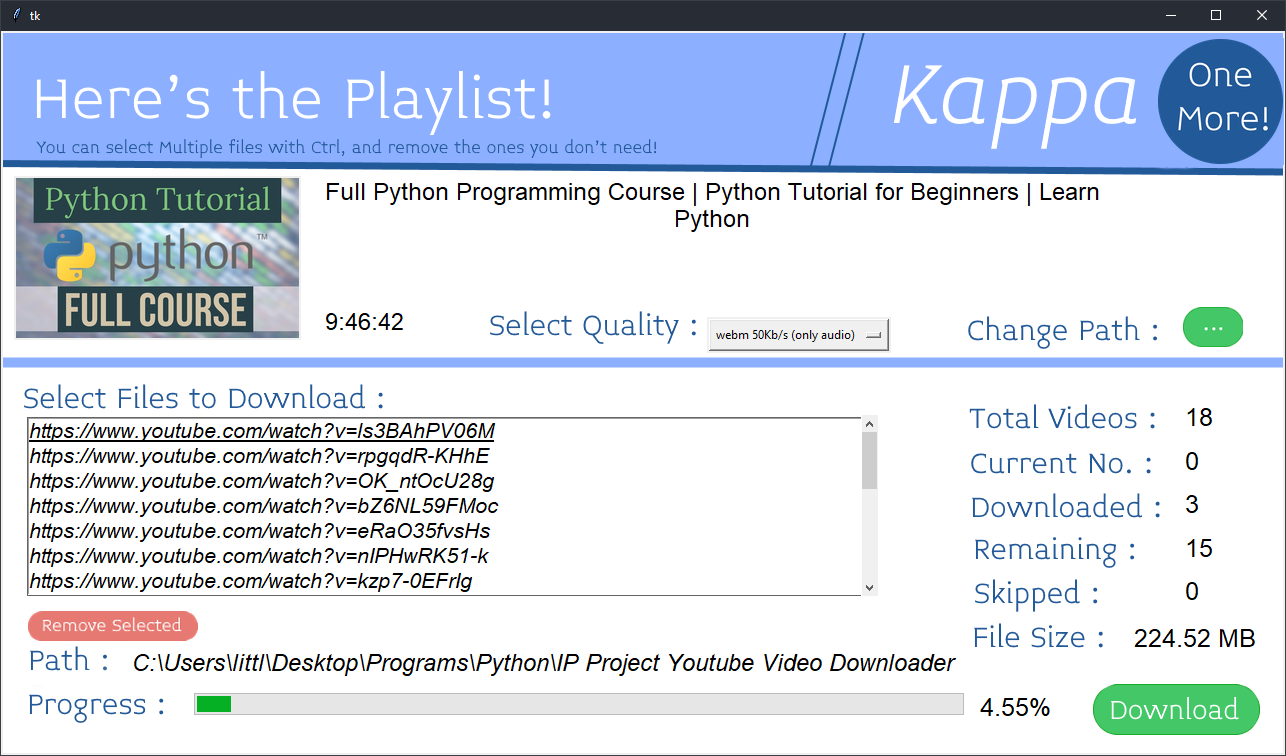 tk
Here's the Playlist!
You can select Multiple files with Ctrl, and remove the ones you don't need!
Kappa
One
More!
Python Tutorial
python™
FULL COURSE
Full Python Programming Course | Python Tutorial for Beginners | Learn
Python
9:46:42
Select Quality :
webm 50Kb/s (only audio)
Change Path :
...
Select Files to Download :
https://www.youtube.com/watch?v=ls3BAhPV06M
https://www.youtube.com/watch?v=rpgqdR-KHhE
https://www.youtube.com/watch?v=OK_ntOcU28g
https://www.youtube.com/watch?v=bZ6NL59FMoc
https://www.youtube.com/watch?v=eRaO35fvsHs
https://www.youtube.com/watch?v=nIPHwRK51-k
https://www.youtube.com/watch?v=kzp7-0EFrlg
Total Videos : 18
Current No. : 0
Downloaded : 3
Remaining : 15
Skipped : 0
File Size : 224.52 MB
Remove Selected
Path : C:\Users\littl\Desktop\Programs\Python\IP Project Youtube Video Downloader
Progress : 4.55%
Download